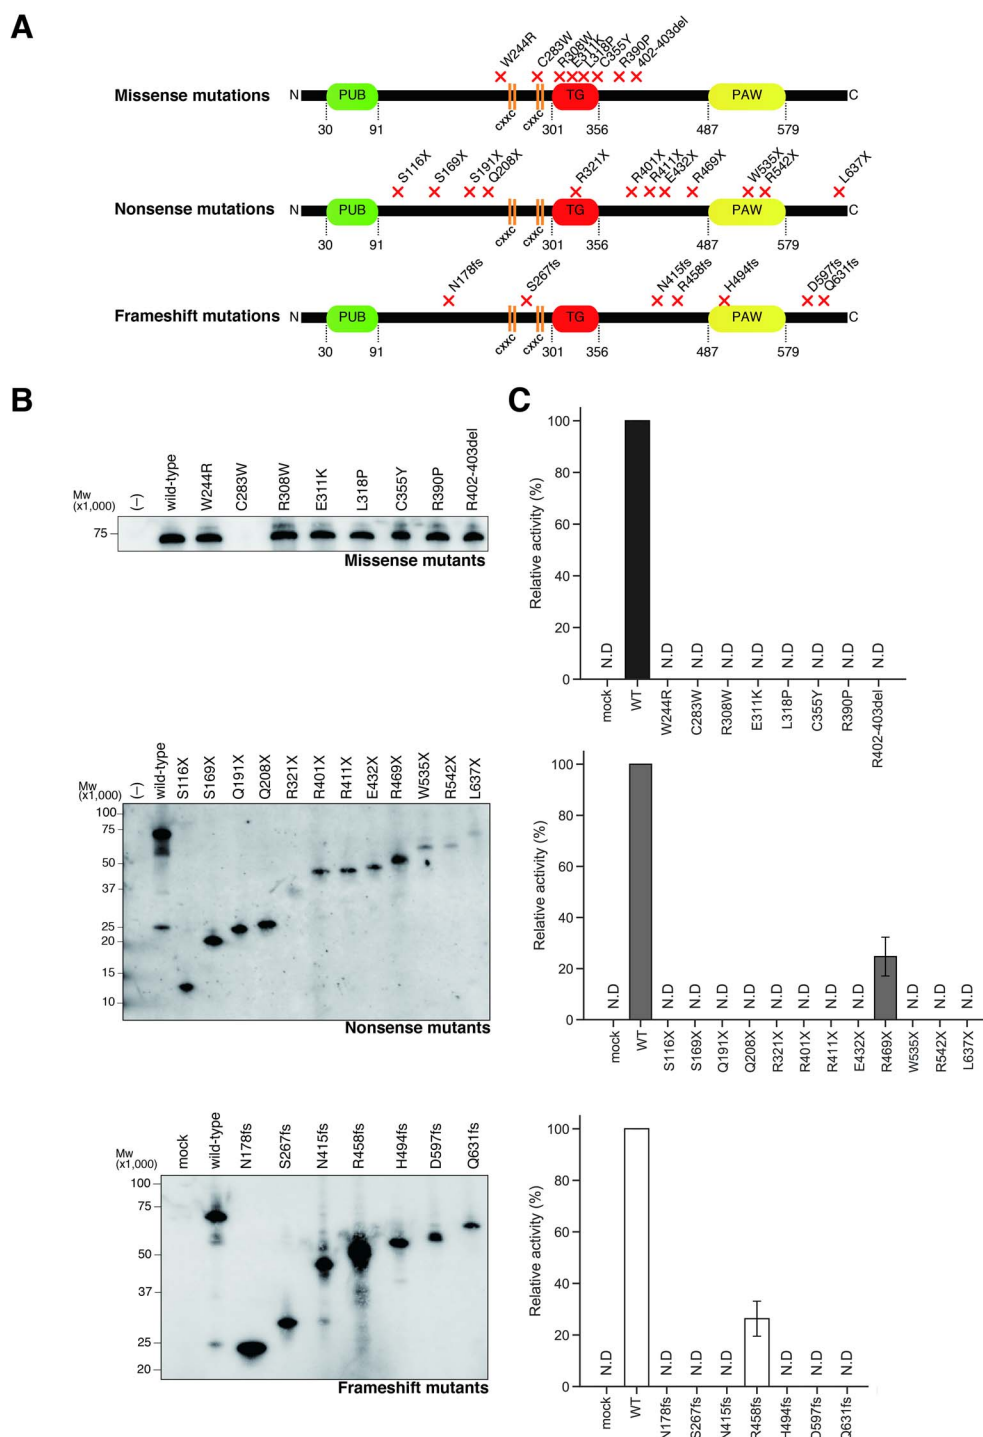 A
W244R
C283W
R308W
E311K
L318P
C355Y
R390P
402-403del
Missense mutations N PUB TG PAW C
cxxc cxxc
30 91 301 356 487 579
S116X
S169X
S191X
Q208X
R321X
R401X
R411X
E432X
R469X
W535X
R542X
L637X
Nonsense mutations N PUB TG PAW C
cxxc cxxc
30 91 301 356 487 579
N178fs
S267fs
N415fs
R458fs
H494fs
D597fs
Q631fs
Frameshift mutations N PUB TG PAW C
cxxc cxxc
30 91 301 356 487 579
B
Mw
(x1,000)
(–) wild-type W244R C283W R308W E311K L318P C355Y R390P R402-403del
75
Missense mutants
Mw
(x1,000)
(–) wild-type S116X S169X Q191X Q208X R321X R401X R411X E432X R469X W535X R542X L637X
100
75
50
37
25
20
15
10
Nonsense mutants
Mw
(x1,000)
mock wild-type N178fs S267fs N415fs R458fs H494fs D597fs Q631fs
100
75
50
37
25
20
Frameshift mutants
C
Relative activity (%)
100
80
60
40
20
0
N.D N.D N.D N.D N.D N.D N.D N.D N.D
mock WT W244R C283W R308W E311K L318P C355Y R390P R402-403del
Relative activity (%)
100
80
60
40
20
0
N.D N.D N.D N.D N.D N.D N.D N.D N.D N.D N.D N.D
mock WT S116X S169X Q191X Q208X R321X R401X R411X E432X R469X W535X R542X L637X
Relative activity (%)
100
80
60
40
20
0
N.D N.D N.D N.D N.D N.D N.D
mock WT N178fs S267fs N415fs R458fs H494fs D597fs Q631fs